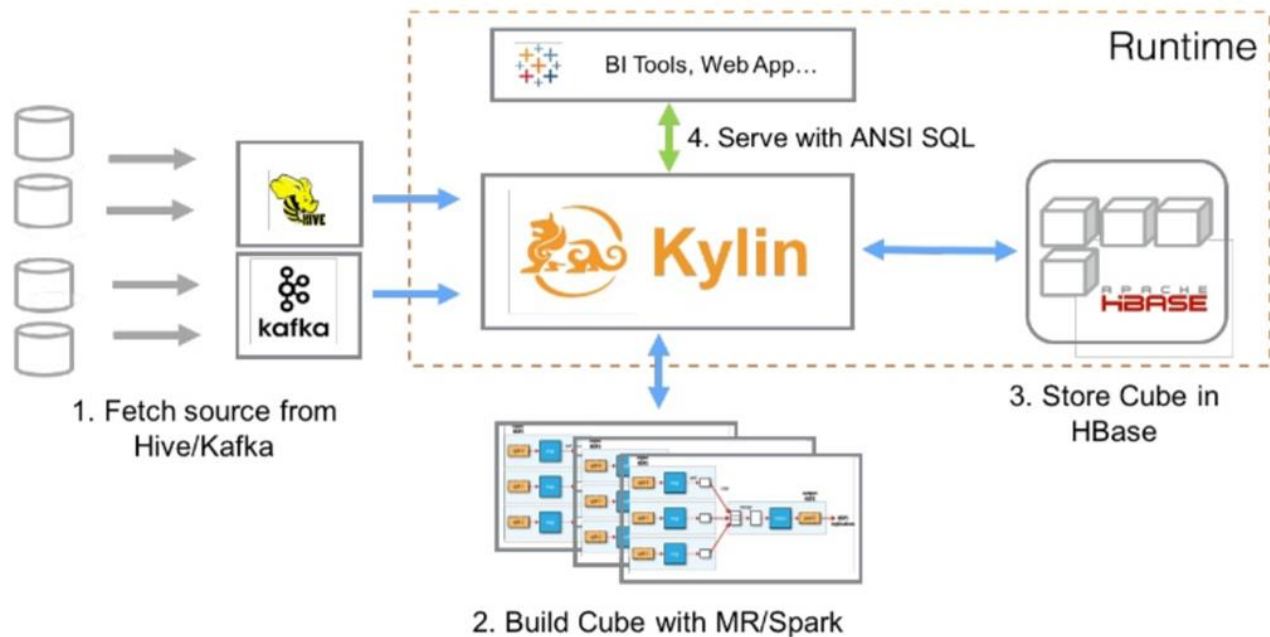 Runtime
BI Tools, Web App...
4. Serve with ANSI SQL
HIVE
Kylin
kafka
APACHE
HBASE
1. Fetch source from
Hive/Kafka
3. Store Cube in
HBase
2. Build Cube with MR/Spark